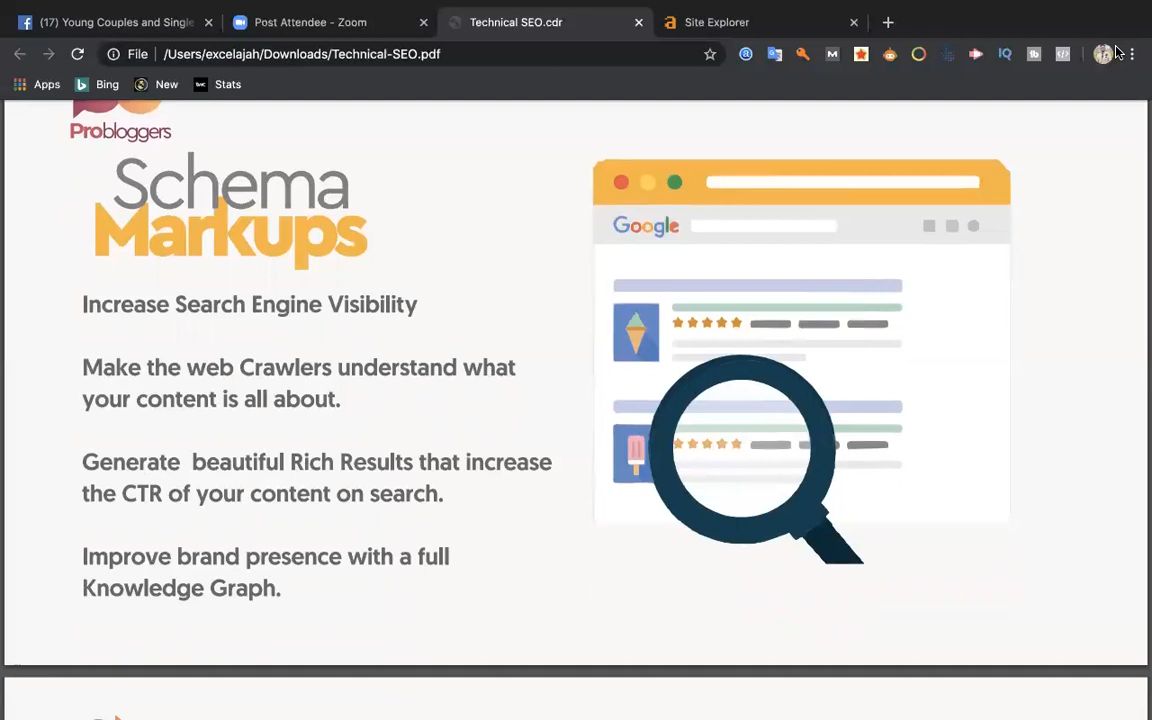 (17) Young Couples and Single
Post Attendee - Zoom
Technical SEO.cdr
Site Explorer
File
/Users/excelajah/Downloads/Technical-SEO.pdf
Apps
Bing
New
Stats
Probloggers
Schema
Markups
Increase Search Engine Visibility
Make the web Crawlers understand what
your content is all about.
Generate beautiful Rich Results that increase
the CTR of your content on search.
Improve brand presence with a full
Knowledge Graph.
Google